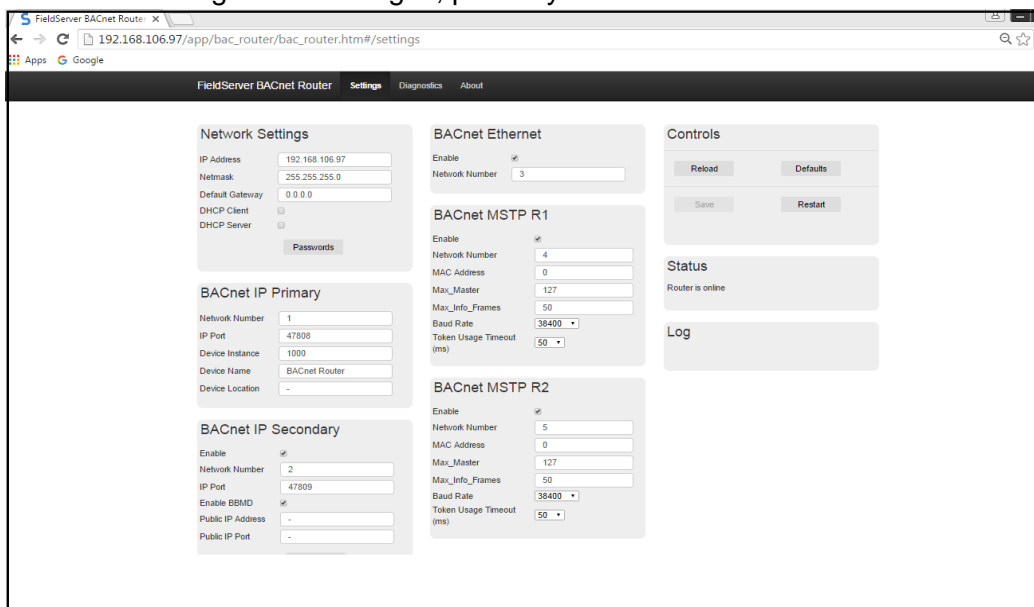 FieldServer BACnet Router
192.168.106.97/app/bac_router/bac_router.htm#/settings
Apps Google
FieldServer BACnet Router Settings Diagnostics About
Network Settings
IP Address 192.168.106.97
Netmask 255.255.255.0
Default Gateway 0.0.0.0
DHCP Client
DHCP Server
Passwords
BACnet IP Primary
Network Number 1
IP Port 47808
Device Instance 1000
Device Name BACnet Router
Device Location -
BACnet IP Secondary
Enable
Network Number 2
IP Port 47809
Enable BBMD
Public IP Address -
Public IP Port -
BACnet Ethernet
Enable
Network Number 3
BACnet MSTP R1
Enable
Network Number 4
MAC Address 0
Max_Master 127
Max_Info_Frames 50
Baud Rate 38400
Token Usage Timeout
(ms) 50
BACnet MSTP R2
Enable
Network Number 5
MAC Address 0
Max_Master 127
Max_Info_Frames 50
Baud Rate 38400
Token Usage Timeout
(ms) 50
Controls
Reload Defaults
Save Restart
Status
Router is online
Log